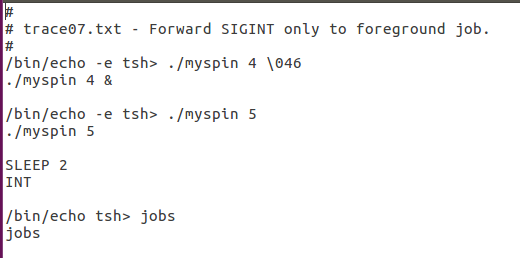 #
# trace07.txt - Forward SIGINT only to foreground job.
#
/bin/echo -e tsh> ./myspin 4 \046
./myspin 4 &
/bin/echo -e tsh> ./myspin 5
./myspin 5
SLEEP 2
INT
/bin/echo tsh> jobs
jobs